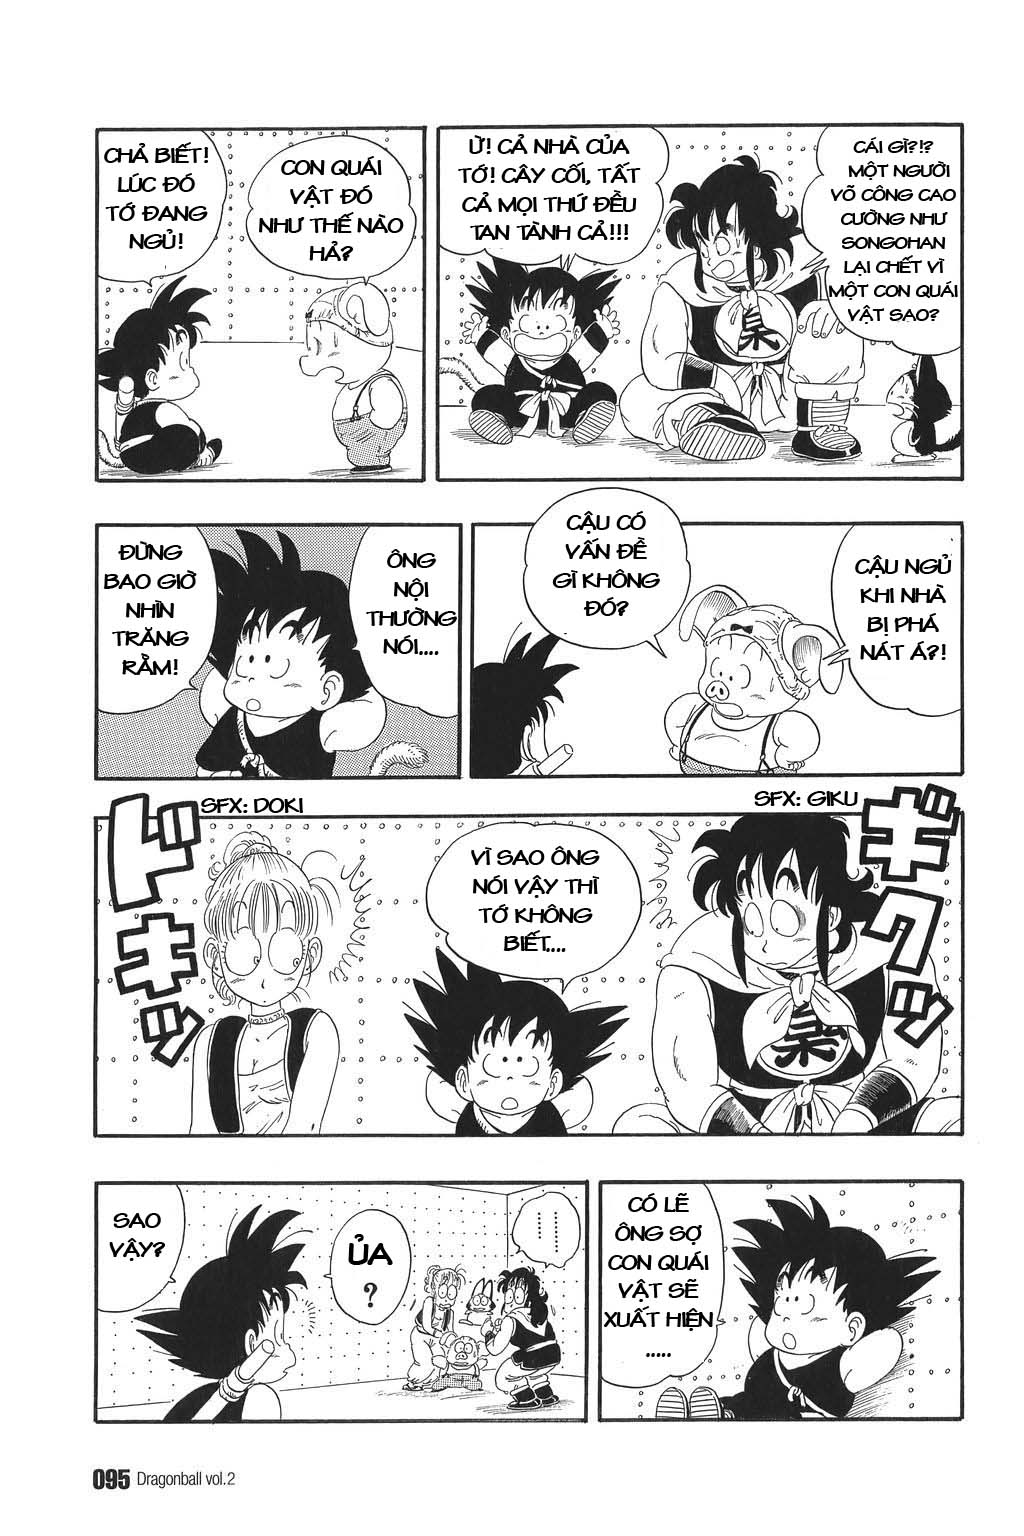 CÁI GÌ?!?
MỘT NGƯỜI
VÕ CÔNG CAO
CƯỜNG NHƯ
SONGOHAN
LẠI CHẾT VÌ
MỘT CON QUÁI
VẬT SAO?
Ừ! CẢ NHÀ CỦA
TỚ! CÂY CỐI, TẤT
CẢ MỌI THỨ ĐỀU
TAN TÀNH CẢ!!!
CON QUÁI
VẬT ĐÓ
NHƯ THẾ NÀO
HẢ?
CHẢ BIẾT!
LÚC ĐÓ
TỚ ĐANG
NGỦ!
CẬU NGỦ
KHI NHÀ
BỊ PHÁ
NÁT Á?!
CẬU CÓ
VẤN ĐỀ
GÌ KHÔNG
ĐÓ?
ÔNG
NỘI
THƯỜNG
NÓI....
ĐỪNG
BAO GIỜ
NHÌN
TRĂNG
RẰM!
SFX: GIKU
ギクッ
VÌ SAO ÔNG
NÓI VẬY THÌ
TỚ KHÔNG
BIẾT....
SFX: DOKI
ドキッ
CÓ LẼ
ÔNG SỢ
CON QUÁI
VẬT SẼ
XUẤT HIỆN
.....
ỦA
?
SAO
VẬY?
095 Dragonball vol.2